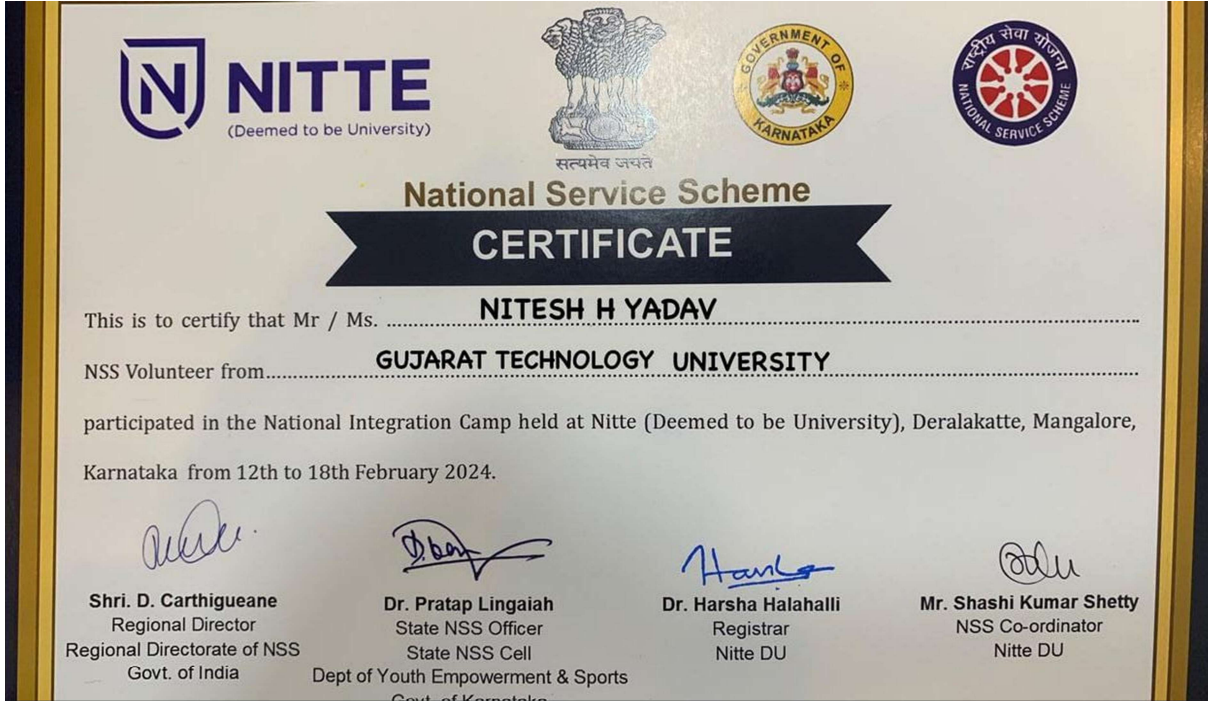 NITTE
(Deemed to be University)
सत्यमेव जयते
GOVERNMENT OF
KARNATAKA
राष्ट्रीय सेवा योजना
NATIONAL SERVICE SCHEME
National Service Scheme
CERTIFICATE
This is to certify that Mr / Ms. NITESH H YADAV
NSS Volunteer from GUJARAT TECHNOLOGY UNIVERSITY
participated in the National Integration Camp held at Nitte (Deemed to be University), Deralakatte, Mangalore,
Karnataka from 12th to 18th February 2024.
Shri. D. Carthigueane
Regional Director
Regional Directorate of NSS
Govt. of India
Dr. Pratap Lingaiah
State NSS Officer
State NSS Cell
Dept of Youth Empowerment & Sports
Govt. of Karnataka
Dr. Harsha Halahalli
Registrar
Nitte DU
Mr. Shashi Kumar Shetty
NSS Co-ordinator
Nitte DU